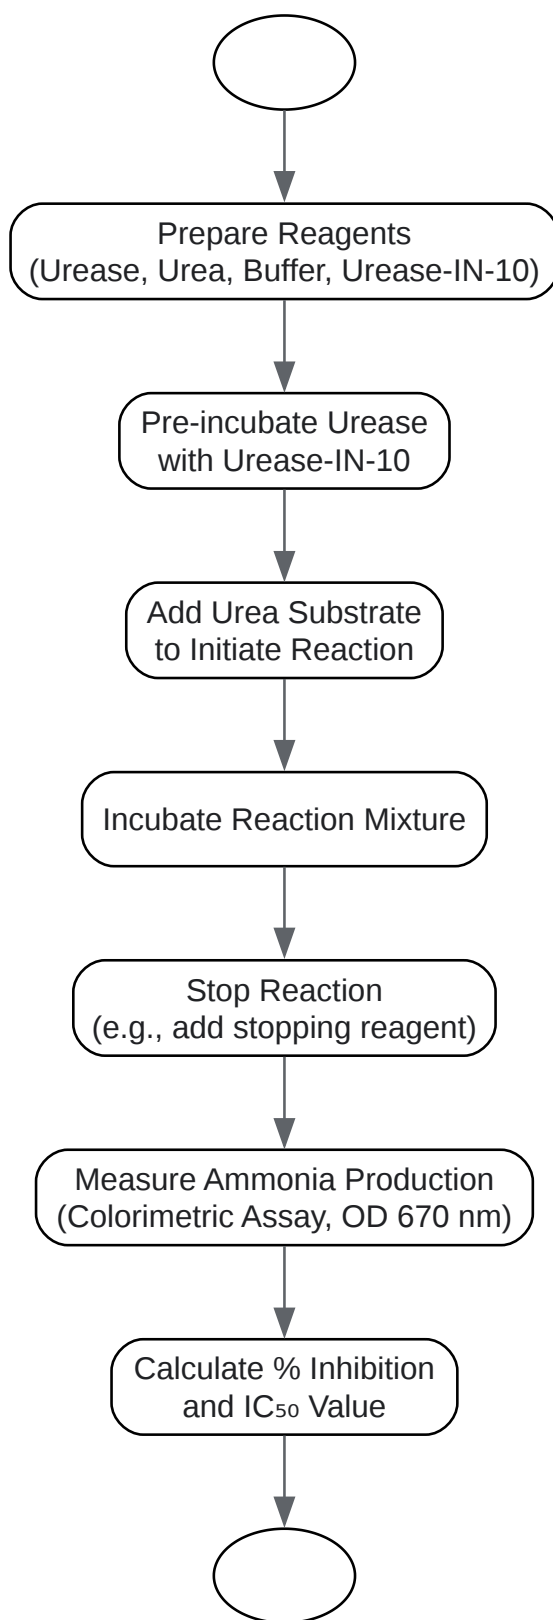 Prepare Reagents
(Urease, Urea, Buffer, Urease-IN-10)
Pre-incubate Urease
with Urease-IN-10
Add Urea Substrate
to Initiate Reaction
Incubate Reaction Mixture
Stop Reaction
(e.g., add stopping reagent)
Measure Ammonia Production
(Colorimetric Assay, OD 670 nm)
Calculate % Inhibition
and IC₅₀ Value